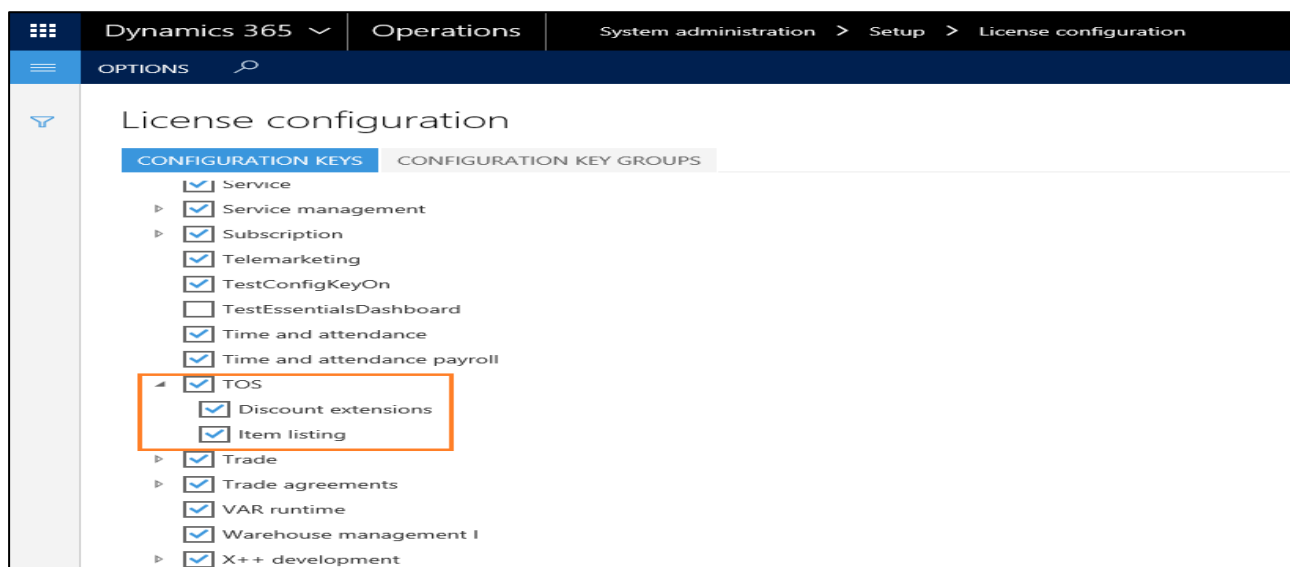 Dynamics 365 Operations System administration > Setup > License configuration
OPTIONS
License configuration
CONFIGURATION KEYS CONFIGURATION KEY GROUPS
Service
Service management
Subscription
Telemarketing
TestConfigKeyOn
TestEssentialsDashboard
Time and attendance
Time and attendance payroll
TOS
Discount extensions
Item listing
Trade
Trade agreements
VAR runtime
Warehouse management I
X++ development